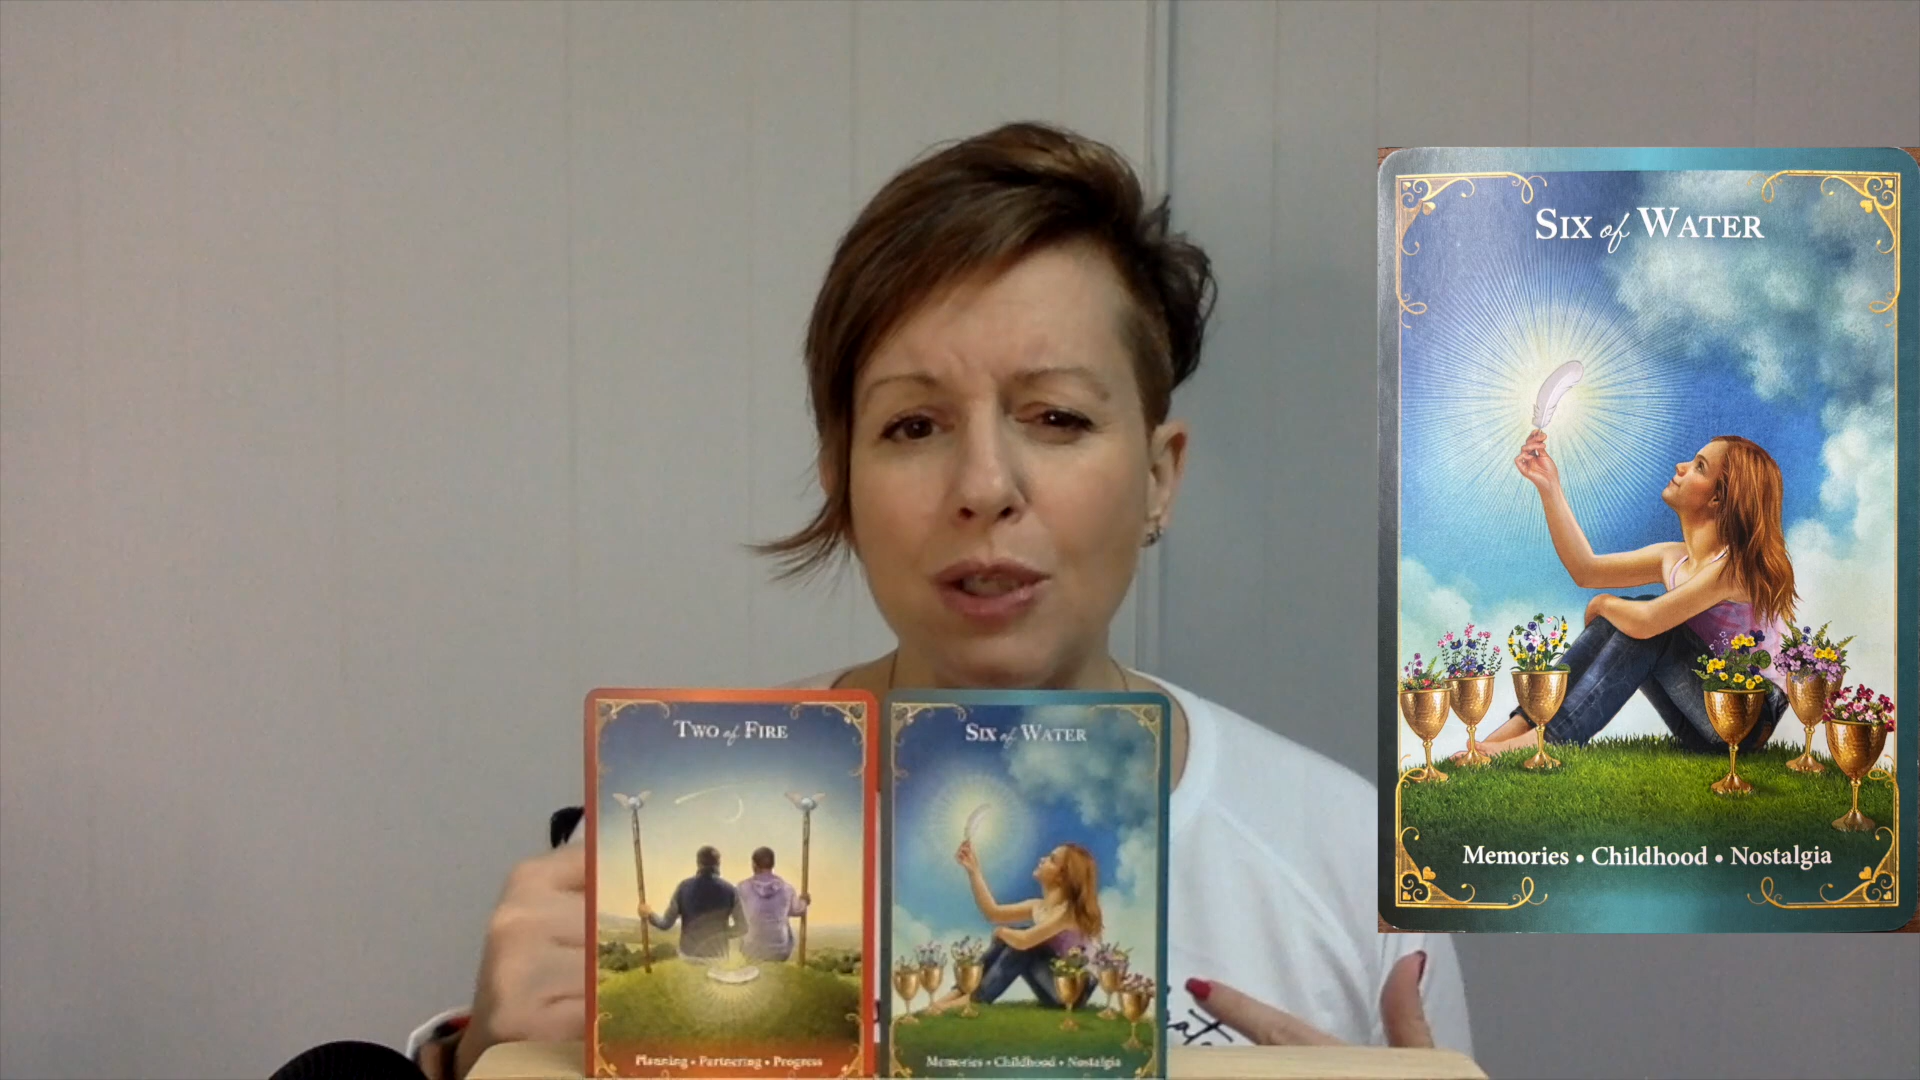 Two of Fire
Planning • Partnering • Progress
Six of Water
Memories • Childhood • Nostalgia
Six of Water
Memories • Childhood • Nostalgia